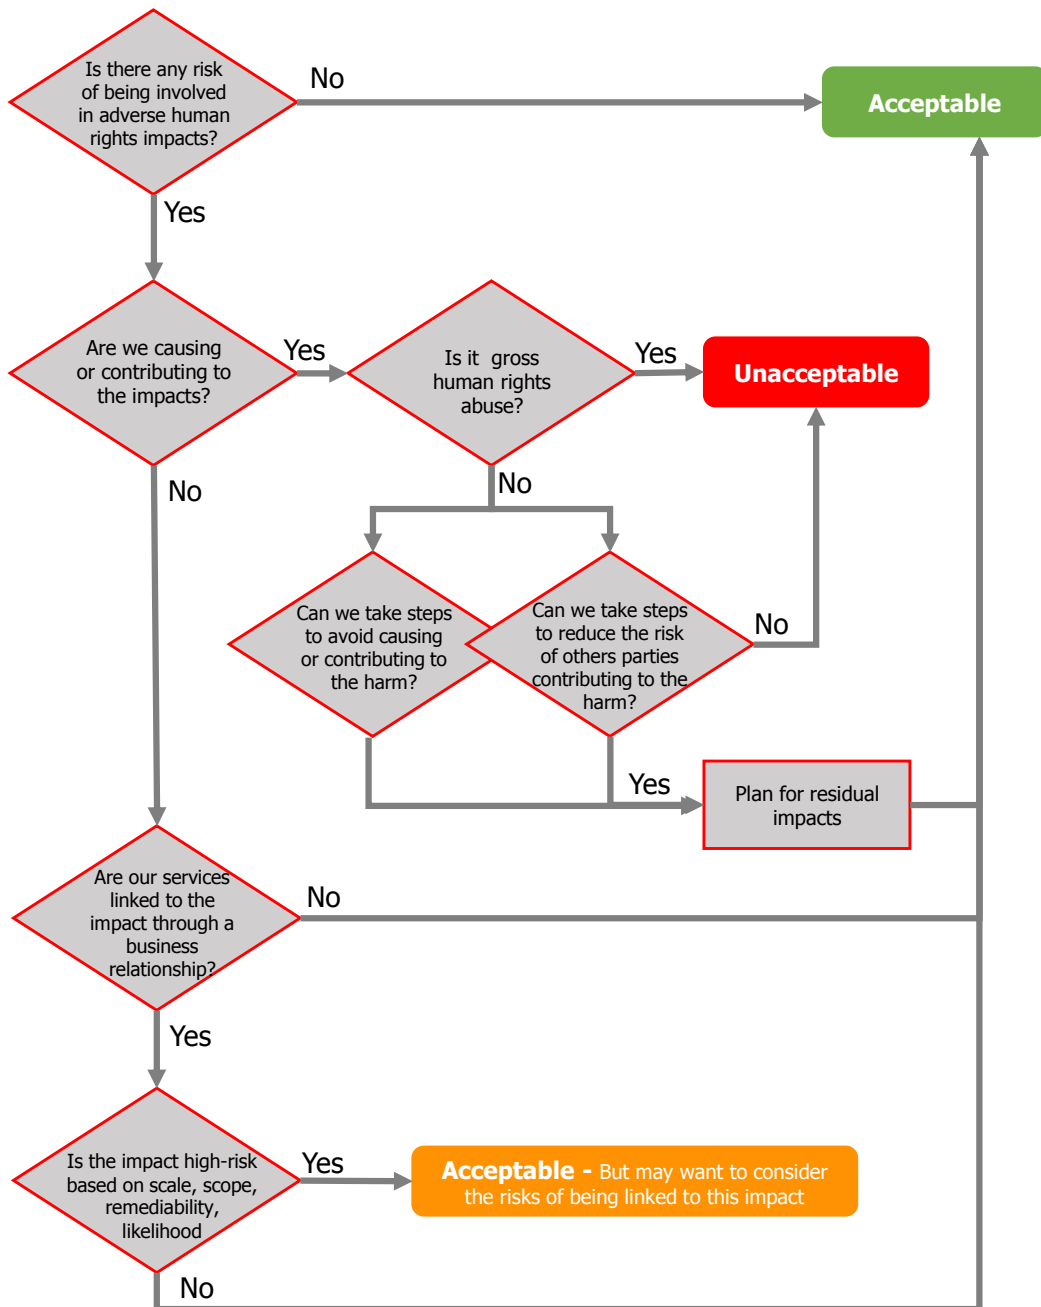 Is there any risk
of being involved
in adverse human
rights impacts?
No
Acceptable
Yes
Are we causing
or contributing to
the impacts?
Yes
Is it  gross
human rights
abuse?
Yes
Unacceptable
No
No
Can we take steps
to avoid causing
or contributing to
the harm?
Can we take steps
to reduce the risk
of others parties
contributing to the
harm?
No
Yes
Plan for residual
impacts
Are our services
linked to the
impact through a
business
relationship?
No
Yes
Is the impact high-risk
based on scale, scope,
remediability,
likelihood
Yes
Acceptable - But may want to consider
the risks of being linked to this impact
No